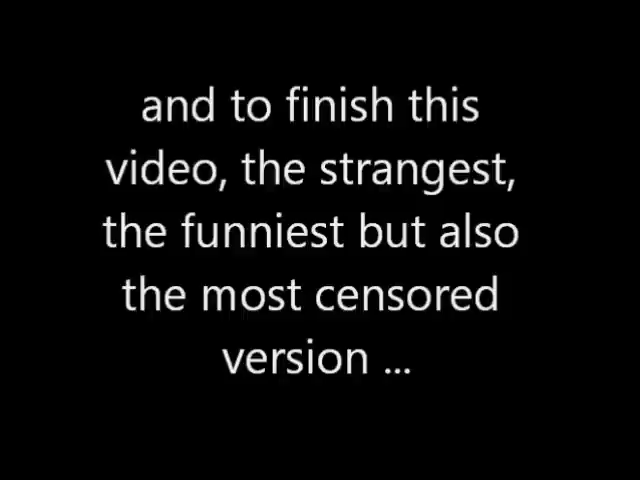 and to finish this
video, the strangest,
the funniest but also
the most censored
version ...